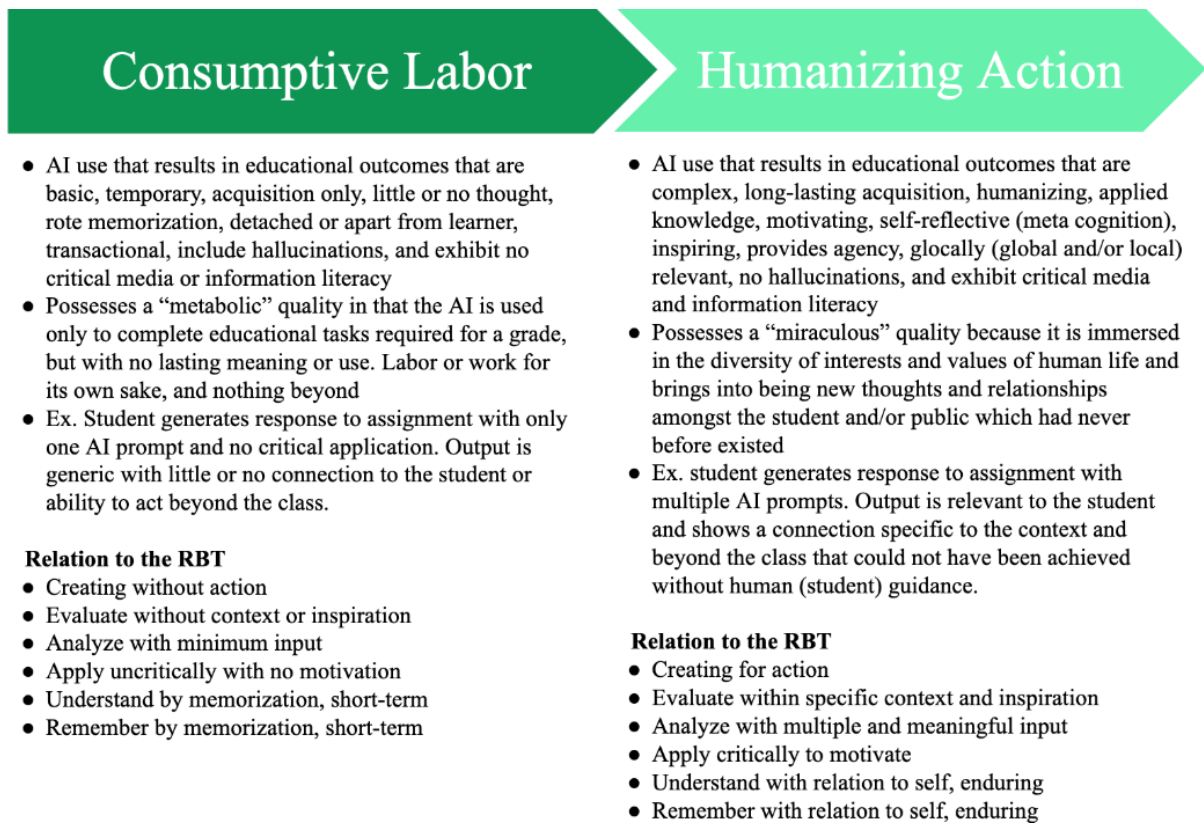 Consumptive Labor
● AI use that results in educational outcomes that are
basic, temporary, acquisition only, little or no thought,
rote memorization, detached or apart from learner,
transactional, include hallucinations, and exhibit no
critical media or information literacy
● Possesses a “metabolic” quality in that the AI is used
only to complete educational tasks required for a grade,
but with no lasting meaning or use. Labor or work for
its own sake, and nothing beyond
● Ex. Student generates response to assignment with only
one AI prompt and no critical application. Output is
generic with little or no connection to the student or
ability to act beyond the class.
Relation to the RBT
● Creating without action
● Evaluate without context or inspiration
● Analyze with minimum input
● Apply uncritically with no motivation
● Understand by memorization, short-term
● Remember by memorization, short-term
Humanizing Action
● AI use that results in educational outcomes that are
complex, long-lasting acquisition, humanizing, applied
knowledge, motivating, self-reflective (meta cognition),
inspiring, provides agency, glocally (global and/or local)
relevant, no hallucinations, and exhibit critical media
and information literacy
● Possesses a “miraculous” quality because it is immersed
in the diversity of interests and values of human life and
brings into being new thoughts and relationships
amongst the student and/or public which had never
before existed
● Ex. student generates response to assignment with
multiple AI prompts. Output is relevant to the student
and shows a connection specific to the context and
beyond the class that could not have been achieved
without human (student) guidance.
Relation to the RBT
● Creating for action
● Evaluate within specific context and inspiration
● Analyze with multiple and meaningful input
● Apply critically to motivate
● Understand with relation to self, enduring
● Remember with relation to self, enduring